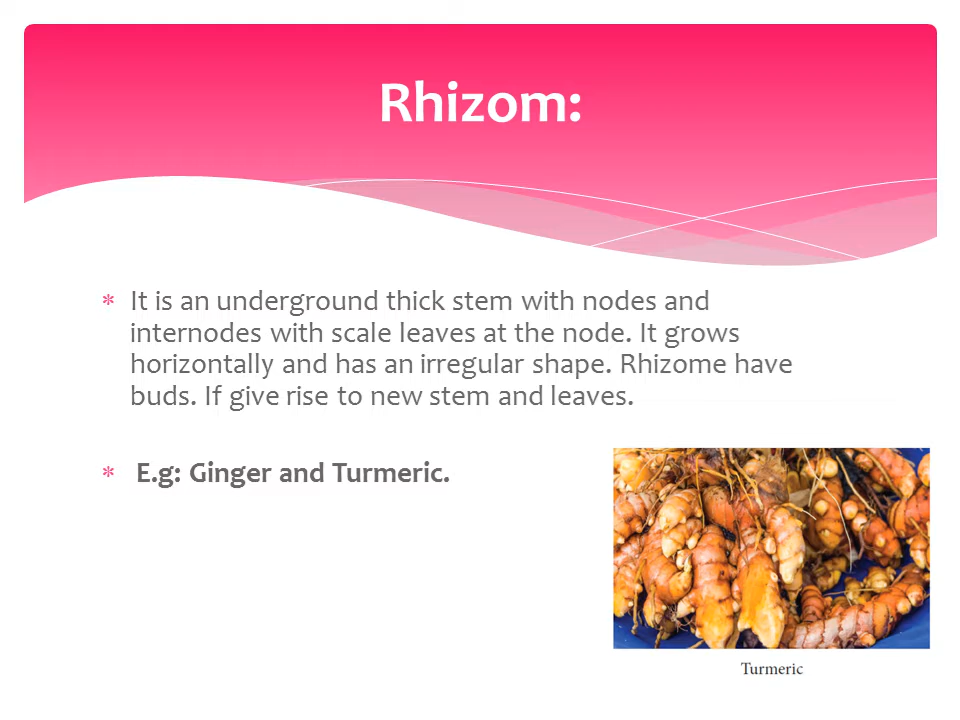 Rhizom:
It is an underground thick stem with nodes and
internodes with scale leaves at the node. It grows
horizontally and has an irregular shape. Rhizome have
buds. If give rise to new stem and leaves.
E.g: Ginger and Turmeric.
Turmeric